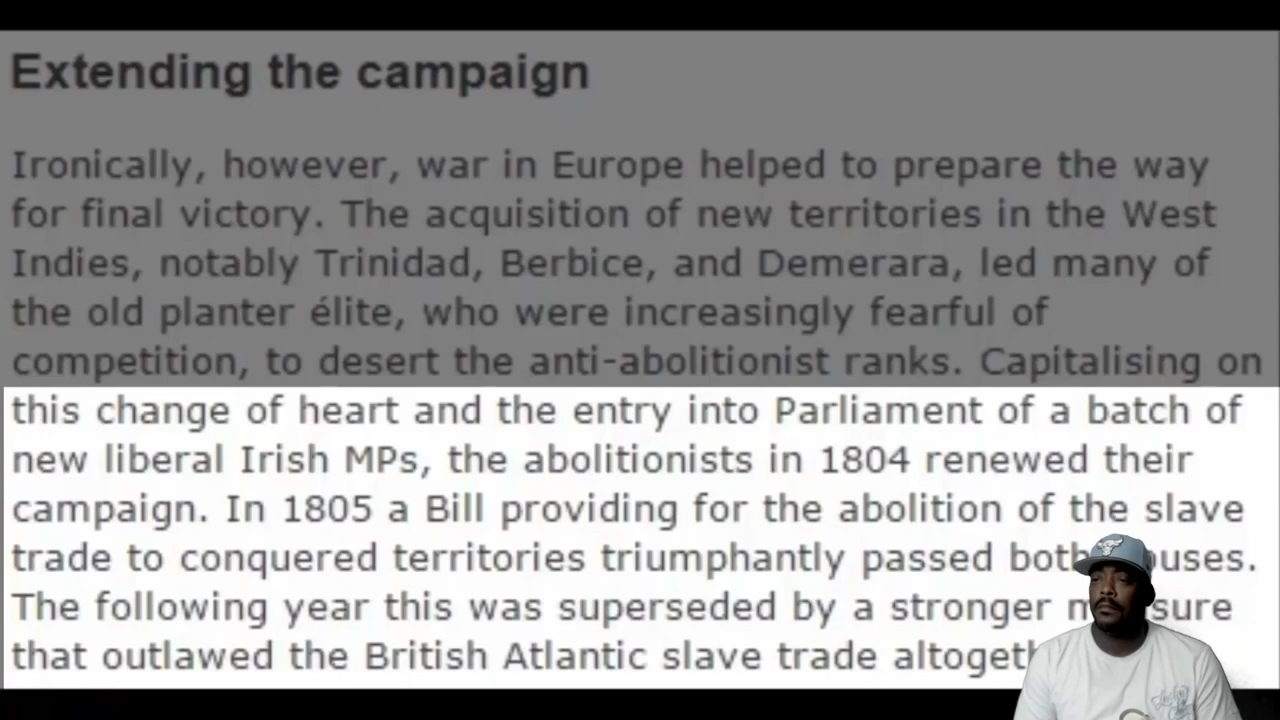 Extending the campaign
Ironically, however, war in Europe helped to prepare the way
for final victory. The acquisition of new territories in the West
Indies, notably Trinidad, Berbice, and Demerara, led many of
the old planter élite, who were increasingly fearful of
competition, to desert the anti-abolitionist ranks. Capitalising on
this change of heart and the entry into Parliament of a batch of
new liberal Irish MPs, the abolitionists in 1804 renewed their
campaign. In 1805 a Bill providing for the abolition of the slave
trade to conquered territories triumphantly passed both
The following year this was superseded by a stronger
that outlawed the British Atlantic slave trade